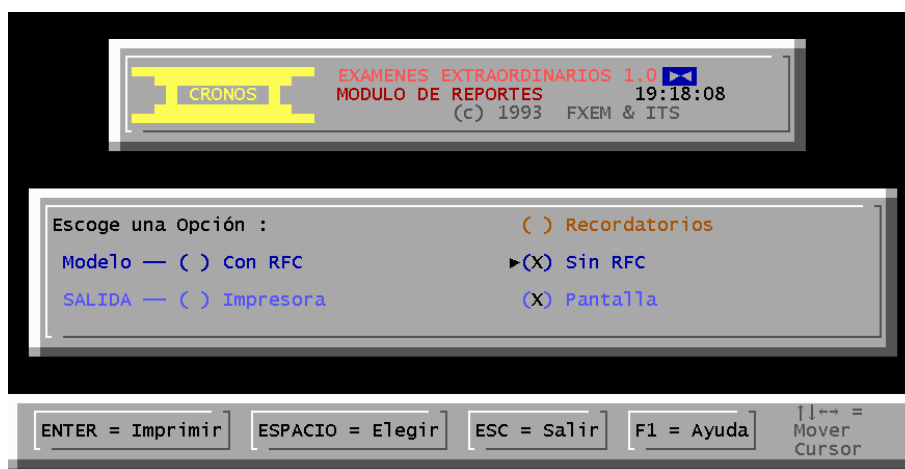 EXAMENES EXTRAORDINARIOS 1.0
CRONOS MODULO DE REPORTES 19:18:08
(c) 1993 FXEM & ITS
Escoge una Opción : ( ) Recordatorios
Modelo ── ( ) Con RFC ►(X) Sin RFC
SALIDA ── ( ) Impresora (X) Pantalla
ENTER = Imprimir ESPACIO = Elegir ESC = Salir F1 = Ayuda ↑↓←→ =
Mover
Cursor